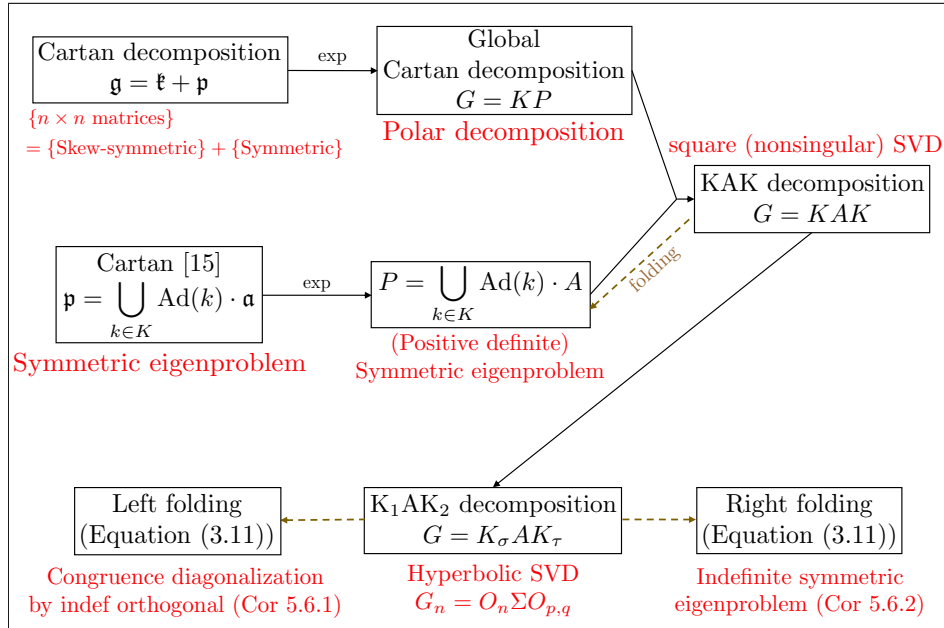 Cartan decomposition
𝔤 = 𝔨 + 𝔭
{n × n matrices}
= {Skew-symmetric} + {Symmetric}
exp
Global
Cartan decomposition
G = KP
Polar decomposition
square (nonsingular) SVD
KAK decomposition
G = KAK
folding
Cartan [15]
𝔭 = ⋃ Ad(k) · 𝔞
k∈K
Symmetric eigenproblem
exp
P = ⋃ Ad(k) · A
k∈K
(Positive definite)
Symmetric eigenproblem
Left folding
(Equation (3.11))
Congruence diagonalization
by indef orthogonal (Cor 5.6.1)
K₁AK₂ decomposition
G = K_σAK_τ
Hyperbolic SVD
G_n = O_nΣO_{p,q}
Right folding
(Equation (3.11))
Indefinite symmetric
eigenproblem (Cor 5.6.2)